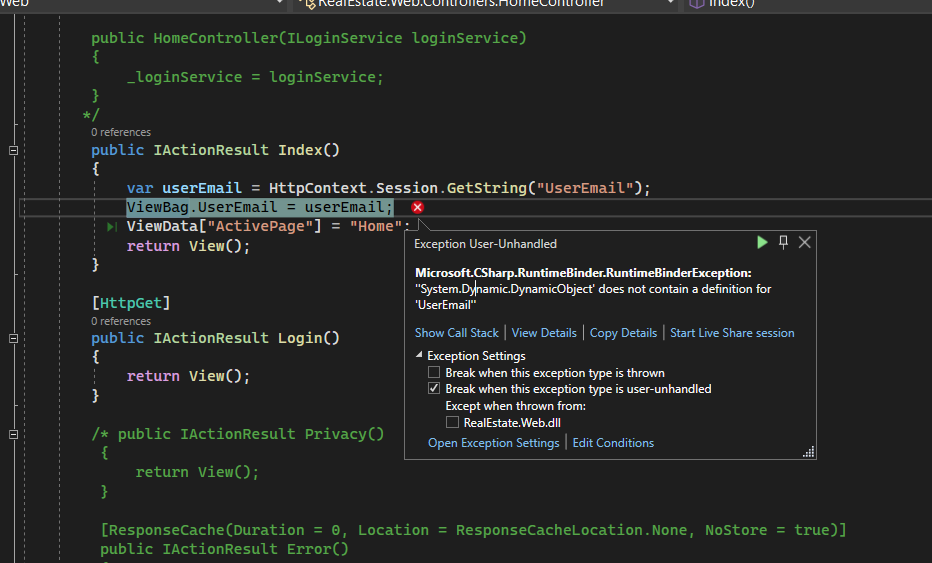 Web
RealEstate.Web.Controllers.HomeController
Index()
public HomeController(ILoginService loginService)
{
_loginService = loginService;
}
*/
0 references
public IActionResult Index()
{
var userEmail = HttpContext.Session.GetString("UserEmail");
ViewBag.UserEmail = userEmail;
ViewData["ActivePage"] = "Home";
return View();
}
[HttpGet]
0 references
public IActionResult Login()
{
return View();
}
/* public IActionResult Privacy()
{
return View();
}
[ResponseCache(Duration = 0, Location = ResponseCacheLocation.None, NoStore = true)]
public IActionResult Error()
Exception User-Unhandled
Microsoft.CSharp.RuntimeBinder.RuntimeBinderException:
"System.Dynamic.DynamicObject' does not contain a definition for
'UserEmail"
Show Call Stack | View Details | Copy Details | Start Live Share session
Exception Settings
Break when this exception type is thrown
Break when this exception type is user-unhandled
Except when thrown from:
RealEstate.Web.dll
Open Exception Settings | Edit Conditions